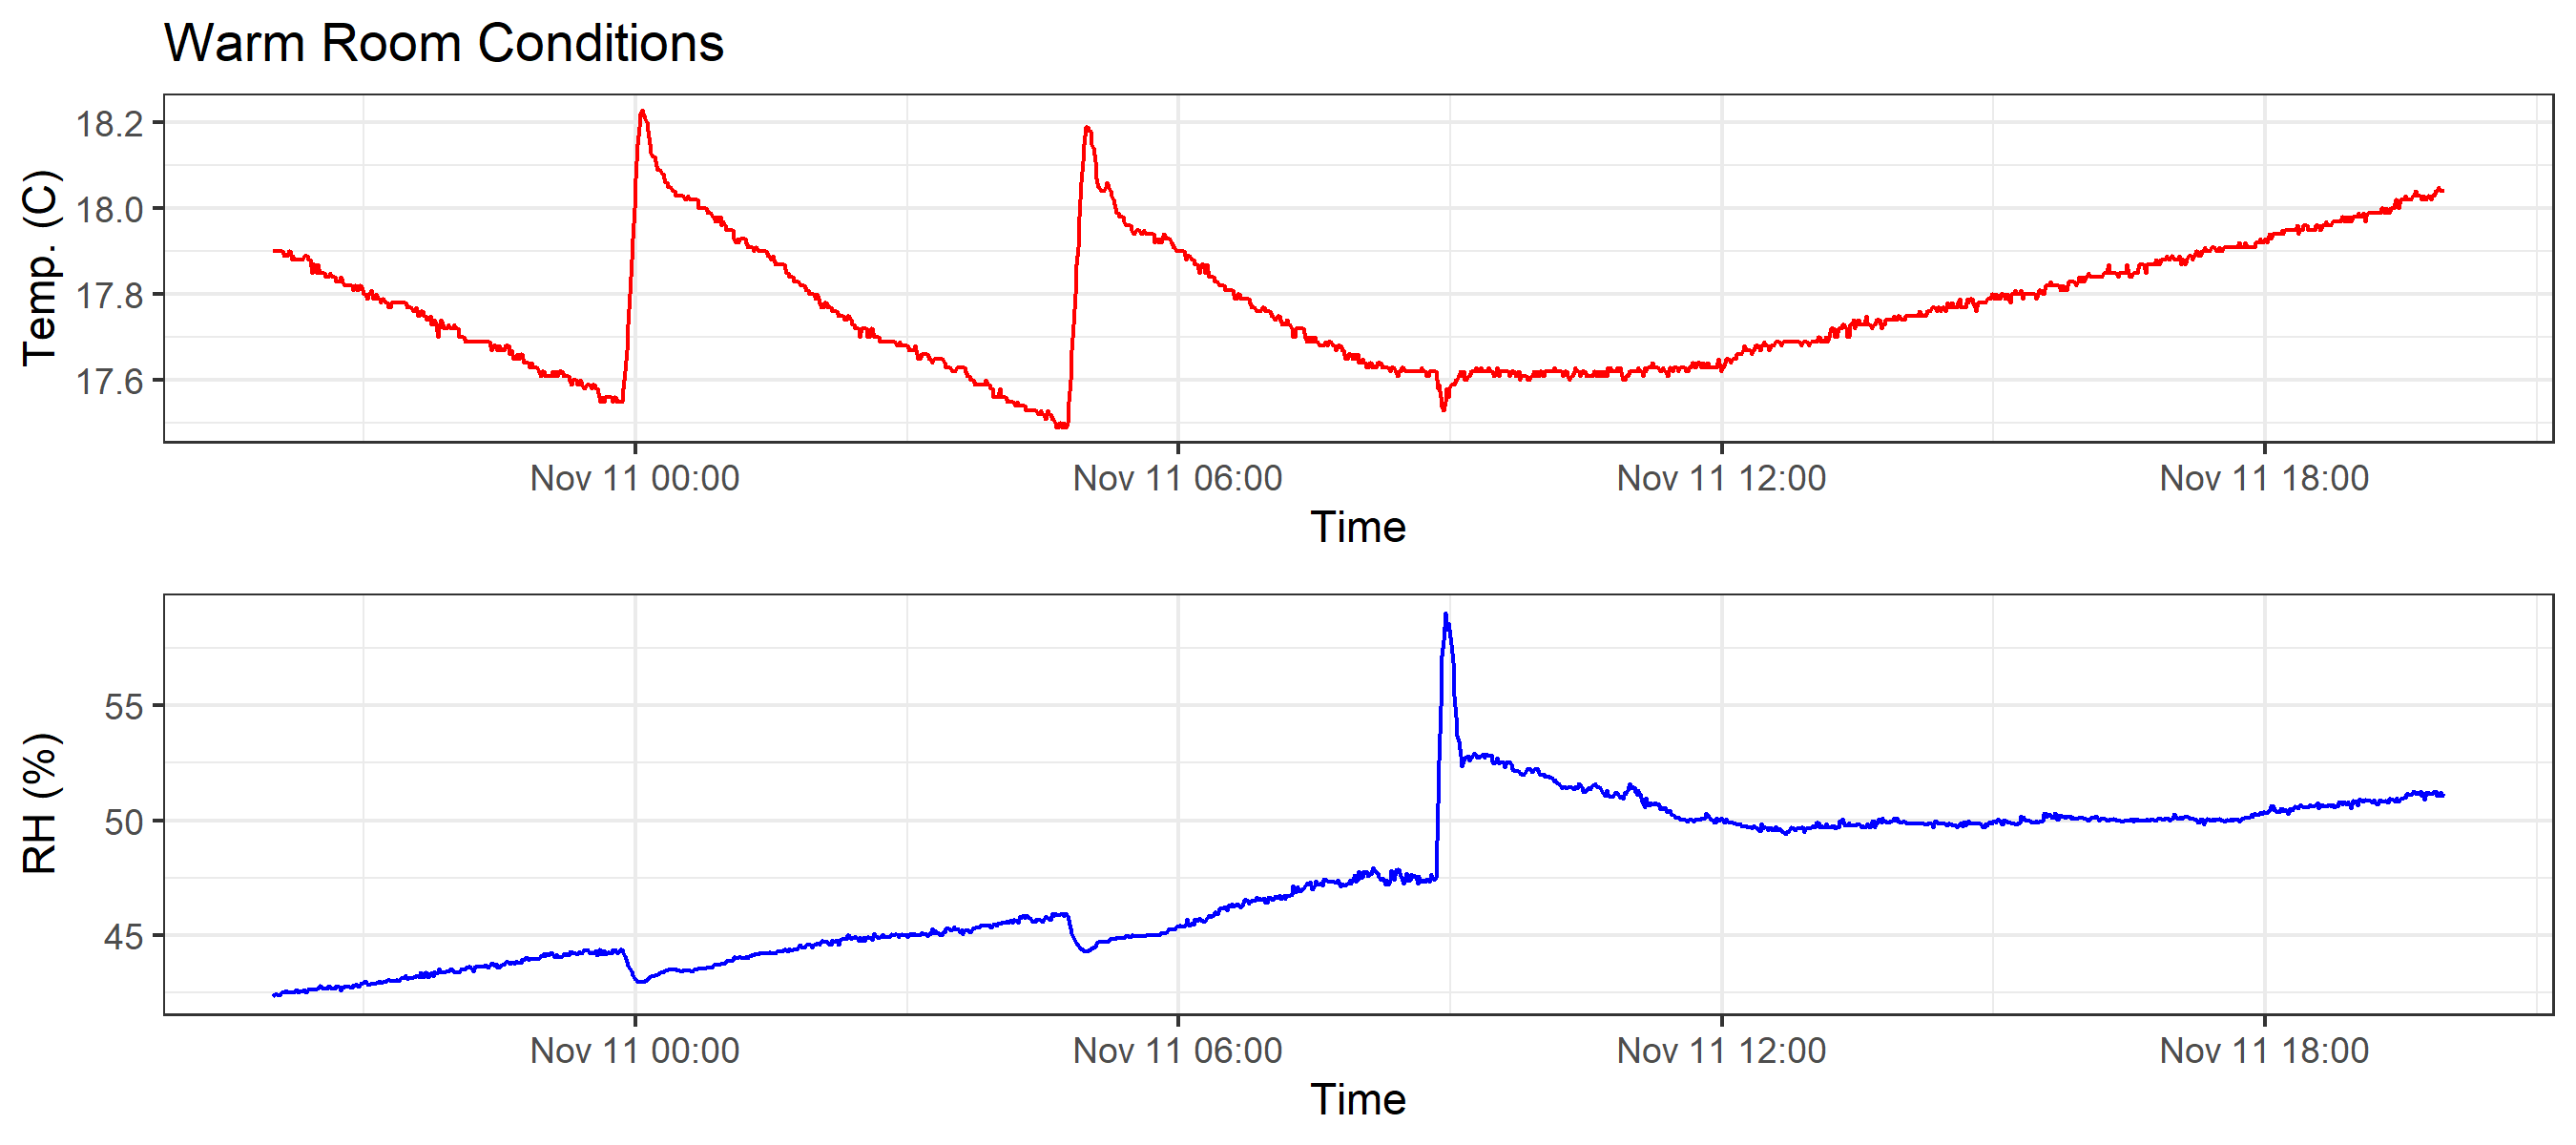 Warm Room Conditions
18.2
18.0
17.8
17.6
Temp. (C)
Nov 11 00:00 Nov 11 06:00 Nov 11 12:00 Nov 11 18:00
Time
55
50
45
RH (%)
Nov 11 00:00 Nov 11 06:00 Nov 11 12:00 Nov 11 18:00
Time